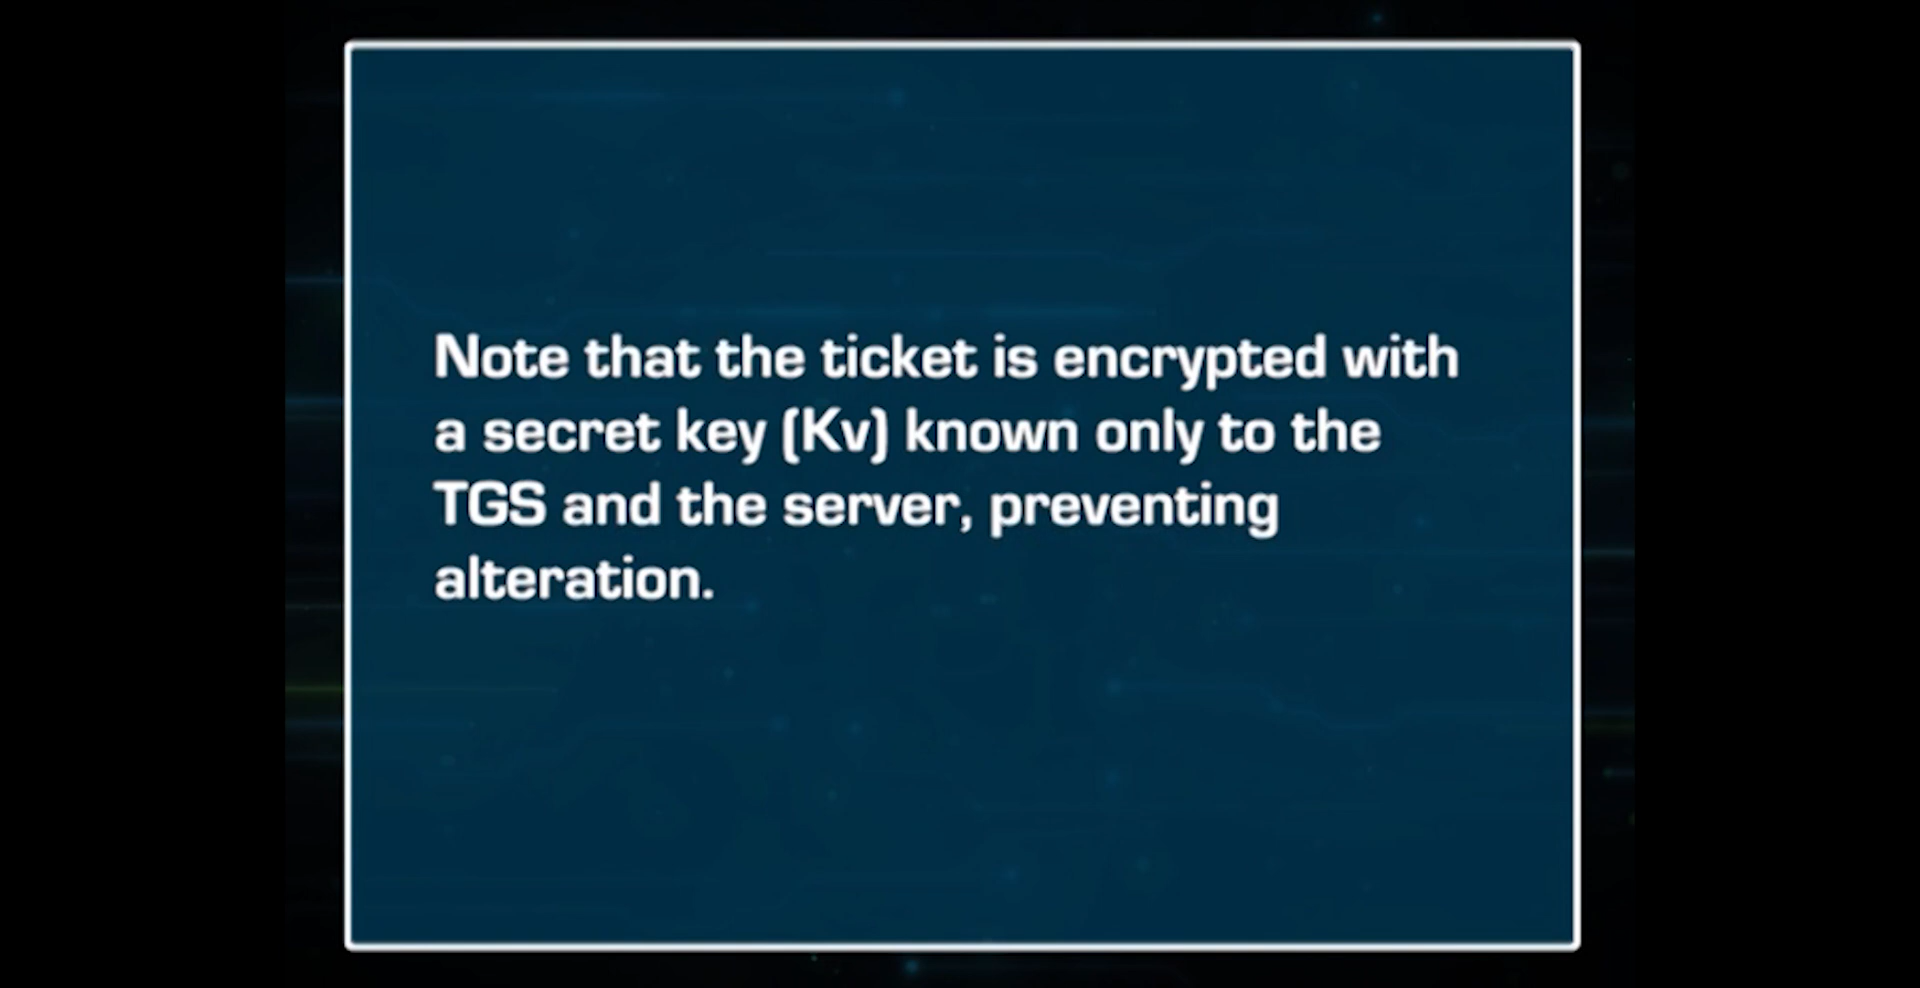 Note that the ticket is encrypted with
a secret key (Kv) known only to the
TGS and the server, preventing
alteration.